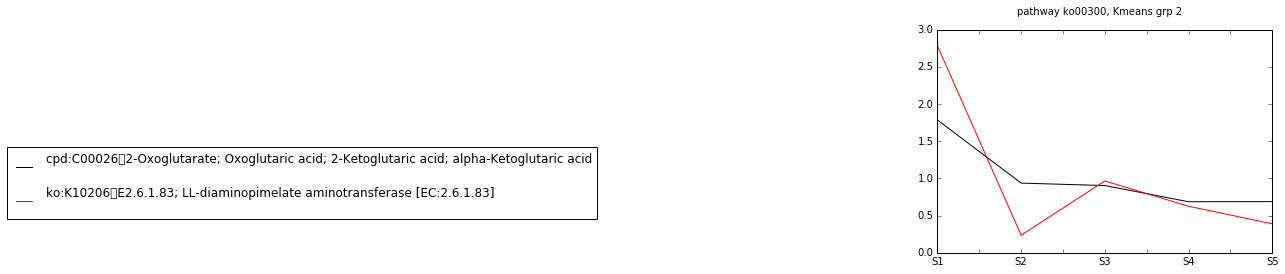 pathway ko00300, Kmeans grp 2
3.0
2.5
2.0
1.5
1.0
0.5
0.0
S1 S2 S3 S4 S5
cpd:C00026▯2-Oxoglutarate; Oxoglutaric acid; 2-Ketoglutaric acid; alpha-Ketoglutaric acid
ko:K10206▯E2.6.1.83; LL-diaminopimelate aminotransferase [EC:2.6.1.83]